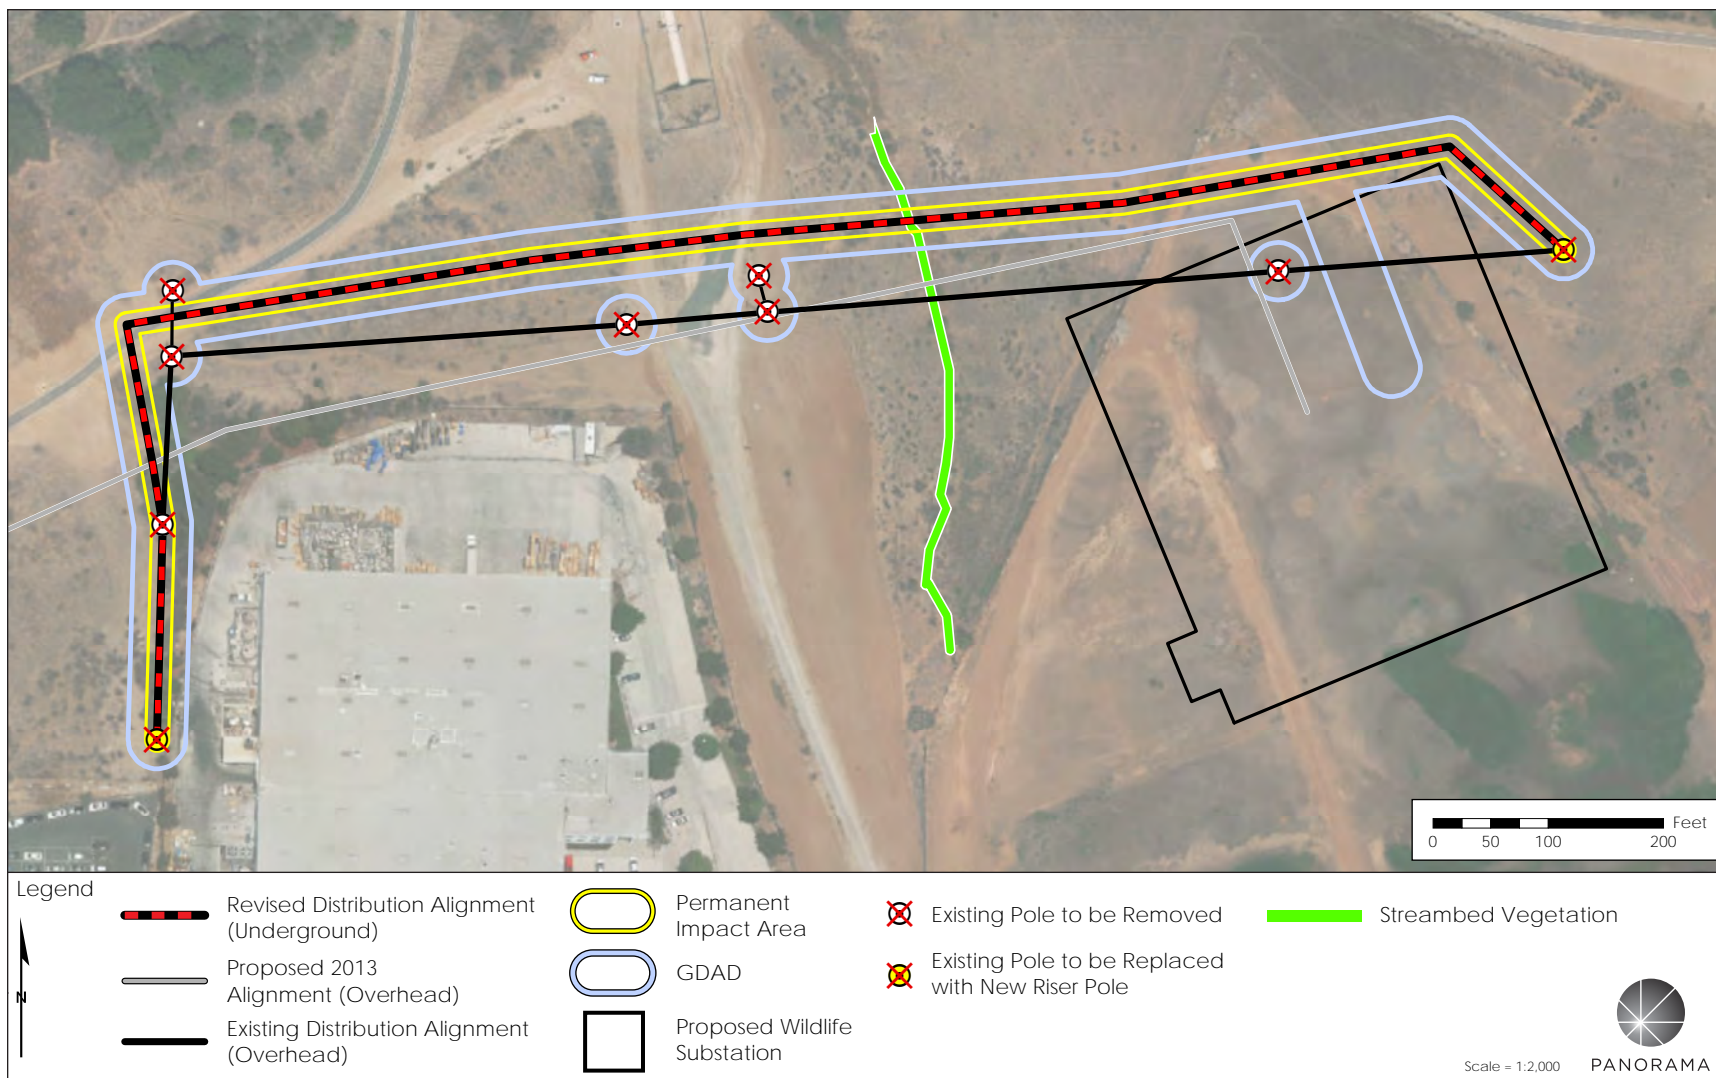 Feet
0 50 100 200
Legend
N
Revised Distribution Alignment
(Underground)
Proposed 2013
Alignment (Overhead)
Existing Distribution Alignment
(Overhead)
Permanent
Impact Area
GDAD
Proposed Wildlife
Substation
Existing Pole to be Removed
Existing Pole to be Replaced
with New Riser Pole
Streambed Vegetation
Scale = 1:2,000
PANORAMA